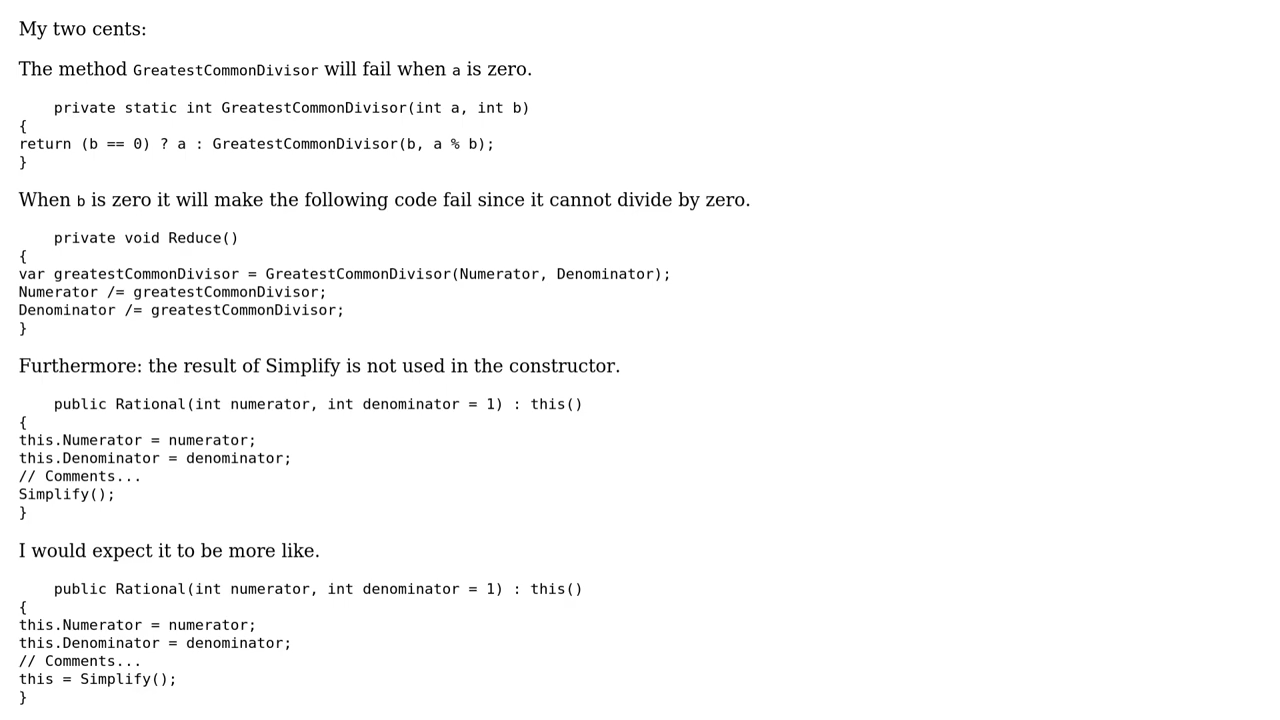 My two cents:
The method GreatestCommonDivisor will fail when a is zero.
    private static int GreatestCommonDivisor(int a, int b)
{
return (b == 0) ? a : GreatestCommonDivisor(b, a % b);
}
When b is zero it will make the following code fail since it cannot divide by zero.
    private void Reduce()
{
var greatestCommonDivisor = GreatestCommonDivisor(Numerator, Denominator);
Numerator /= greatestCommonDivisor;
Denominator /= greatestCommonDivisor;
}
Furthermore: the result of Simplify is not used in the constructor.
    public Rational(int numerator, int denominator = 1) : this()
{
this.Numerator = numerator;
this.Denominator = denominator;
// Comments...
Simplify();
}
I would expect it to be more like.
    public Rational(int numerator, int denominator = 1) : this()
{
this.Numerator = numerator;
this.Denominator = denominator;
// Comments...
this = Simplify();
}